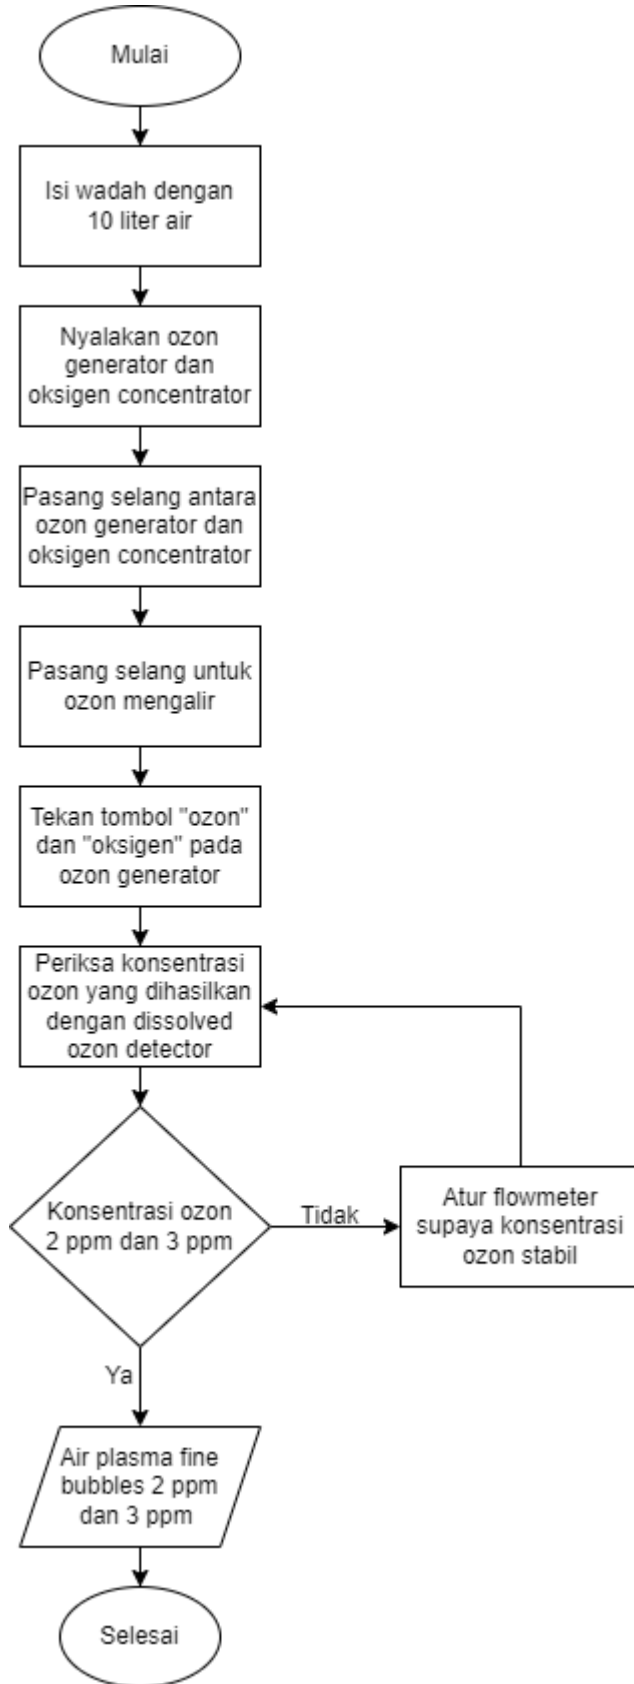 Mulai
Isi wadah dengan
10 liter air
Nyalakan ozon
generator dan
oksigen concentrator
Pasang selang antara
ozon generator dan
oksigen concentrator
Pasang selang untuk
ozon mengalir
Tekan tombol "ozon"
dan "oksigen" pada
ozon generator
Periksa konsentrasi
ozon yang dihasilkan
dengan dissolved
ozon detector
Konsentrasi ozon
2 ppm dan 3 ppm
Tidak
Atur flowmeter
supaya konsentrasi
ozon stabil
Ya
Air plasma fine
bubbles 2 ppm
dan 3 ppm
Selesai